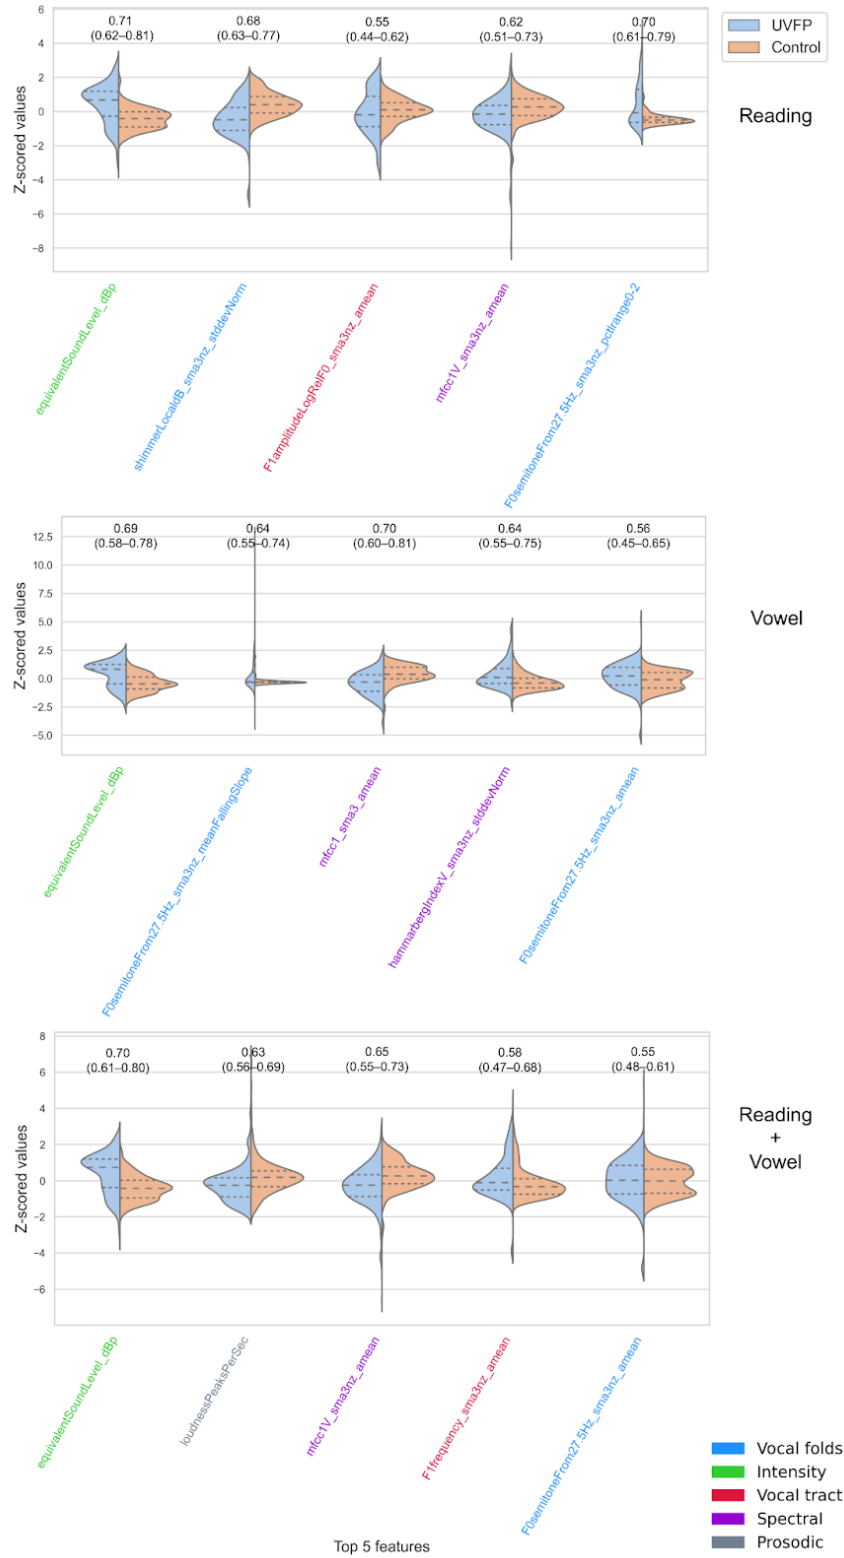 6
4
2
0
−2
−4
−6
−8
Z-scored values
0.71
(0.62–0.81)
0.68
(0.63–0.77)
0.55
(0.44–0.62)
0.62
(0.51–0.73)
0.70
(0.61–0.79)
UVFP
Control
Reading
equivalentSoundLevel_dBp
shimmerLocaldB_sma3nz_stddevNorm
F1amplitudeLogRelF0_sma3nz_amean
mfcc1V_sma3nz_amean
F0semitoneFrom27.5Hz_sma3nz_pctlrange0-2
12.5
10.0
7.5
5.0
2.5
0.0
−2.5
−5.0
Z-scored values
0.69
(0.58–0.78)
0.64
(0.55–0.74)
0.70
(0.60–0.81)
0.64
(0.55–0.75)
0.56
(0.45–0.65)
Vowel
equivalentSoundLevel_dBp
F0semitoneFrom27.5Hz_sma3nz_meanFallingSlope
mfcc1_sma3_amean
hammarbergIndexV_sma3nz_stddevNorm
F0semitoneFrom27.5Hz_sma3nz_amean
8
6
4
2
0
−2
−4
−6
Z-scored values
0.70
(0.61–0.80)
0.63
(0.56–0.69)
0.65
(0.55–0.73)
0.58
(0.47–0.68)
0.55
(0.48–0.61)
Reading
+
Vowel
equivalentSoundLevel_dBp
loudnessPeaksPerSec
mfcc1V_sma3nz_amean
F1frequency_sma3nz_amean
F0semitoneFrom27.5Hz_sma3nz_amean
Top 5 features
Vocal folds
Intensity
Vocal tract
Spectral
Prosodic